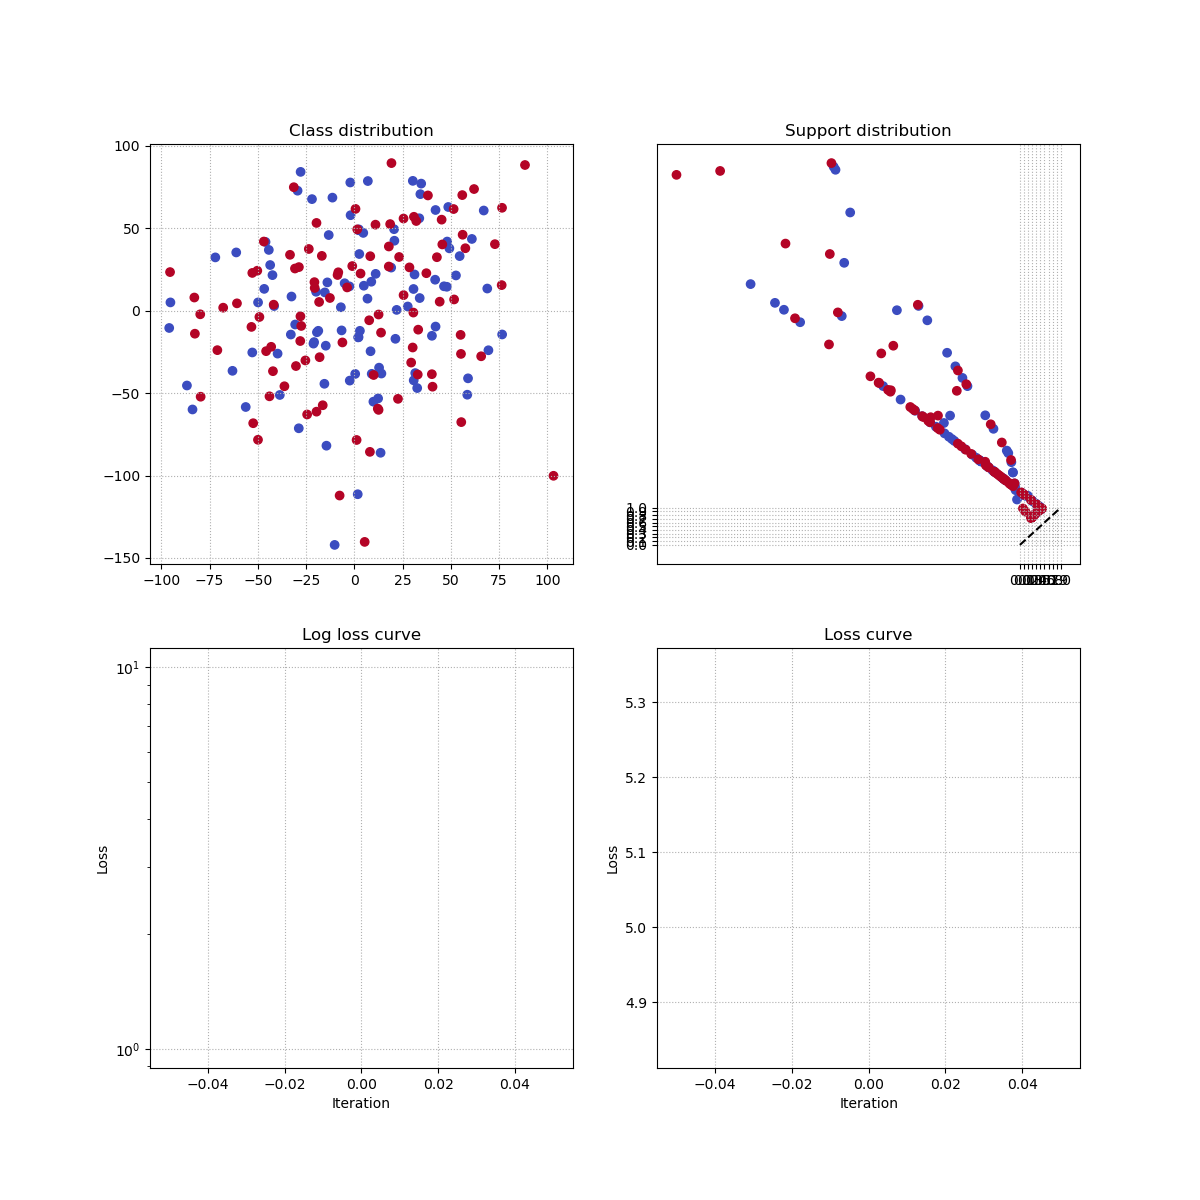 Class distribution
100
50
0
−50
−100
−150
−100 −75 −50 −25 0 25 50 75 100
Support distribution
1.0
0.0
Log loss curve
10¹
10⁰
Loss
−0.04 −0.02 0.00 0.02 0.04
Iteration
Loss curve
5.3
5.2
5.1
5.0
4.9
Loss
−0.04 −0.02 0.00 0.02 0.04
Iteration